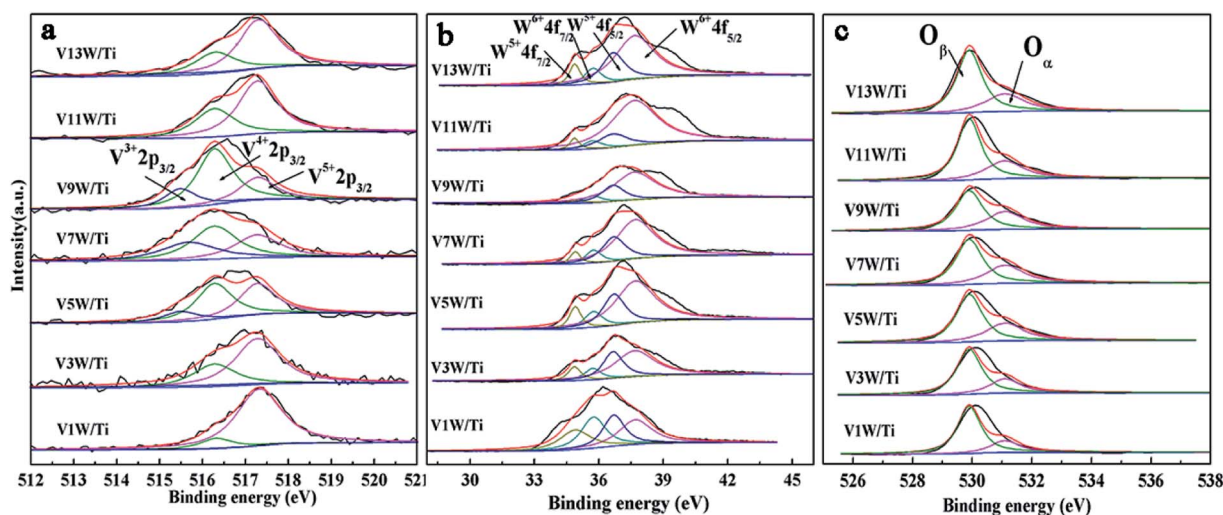 a
V13W/Ti
V11W/Ti
V³⁺2p₃/₂
V⁴⁺2p₃/₂
V⁵⁺2p₃/₂
V9W/Ti
V7W/Ti
V5W/Ti
V3W/Ti
V1W/Ti
Intensity(a.u.)
512 513 514 515 516 517 518 519 520 521
Binding energy (eV)
b
W⁶⁺4f₇/₂
W⁵⁺4f₅/₂
W⁶⁺4f₅/₂
W⁵⁺4f₇/₂
V13W/Ti
V11W/Ti
V9W/Ti
V7W/Ti
V5W/Ti
V3W/Ti
V1W/Ti
30 33 36 39 42 45
Binding energy (eV)
c
Oβ
Oα
V13W/Ti
V11W/Ti
V9W/Ti
V7W/Ti
V5W/Ti
V3W/Ti
V1W/Ti
526 528 530 532 534 536 538
Binding energy (eV)